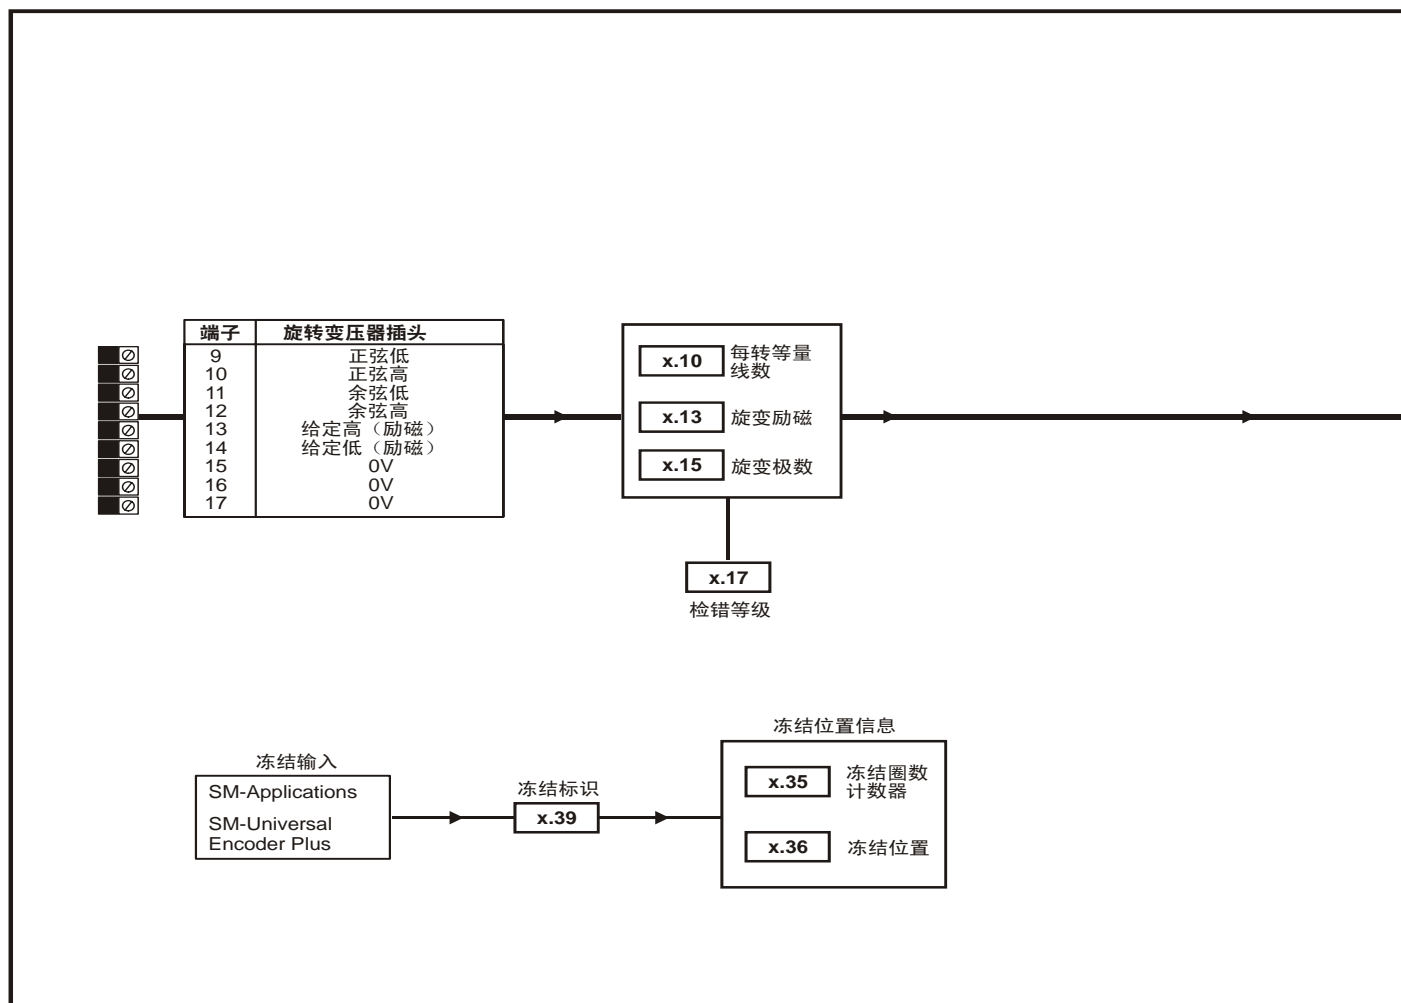 端子 旋转变压器插头
9 正弦低
10 正弦高
11 余弦低
12 余弦高
13 给定高（励磁）
14 给定低（励磁）
15 0V
16 0V
17 0V
x.10 每转等量
线数
x.13 旋变励磁
x.15 旋变极数
x.17
检错等级
冻结输入
SM-Applications
SM-Universal
Encoder Plus
冻结标识
x.39
冻结位置信息
x.35 冻结圈数
计数器
x.36 冻结位置